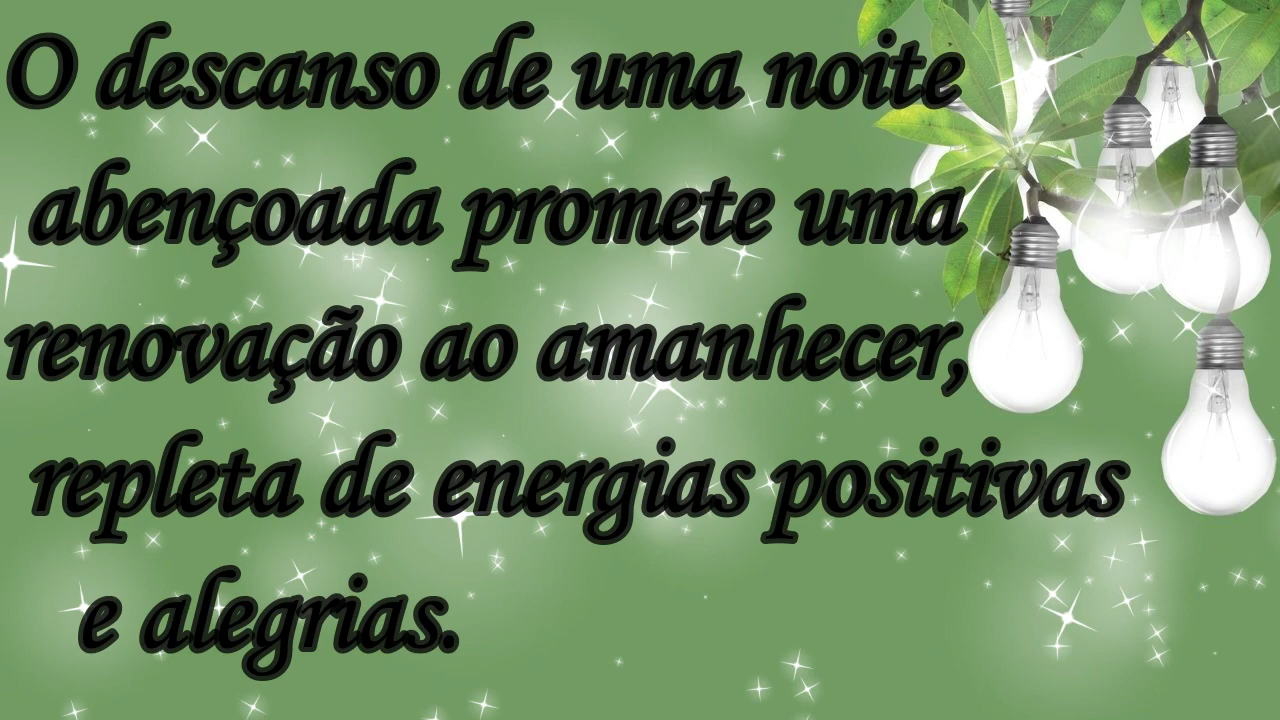 O descanso de uma noite
abençoada promete uma
renovação ao amanhecer,
repleta de energias positivas
e alegrias.